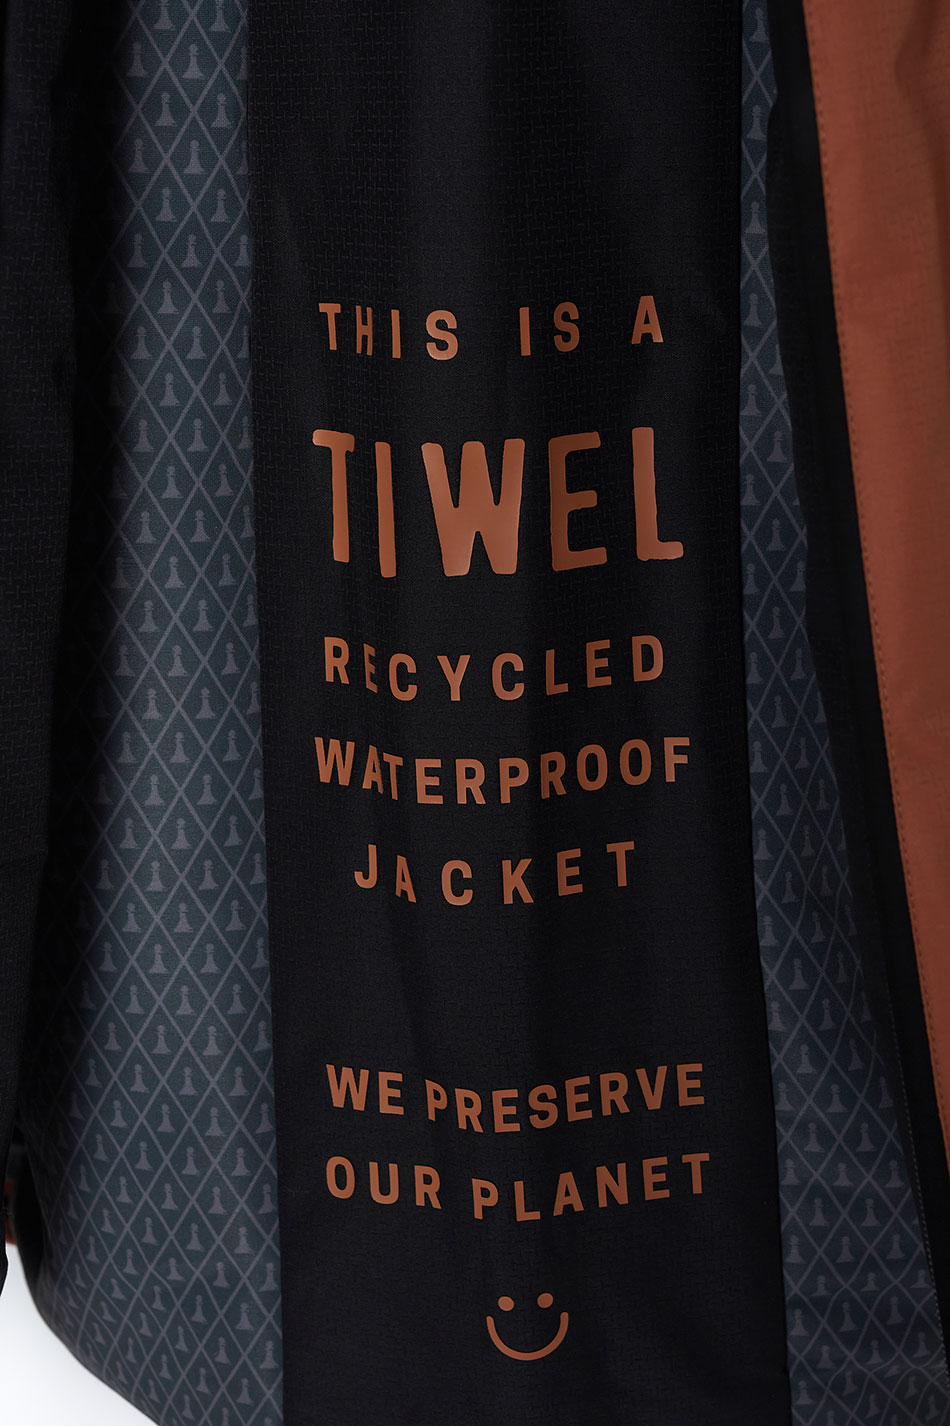 THIS IS A
TIWEL
RECYCLED
WATERPROOF
JACKET
WE PRESERVE
OUR PLANET